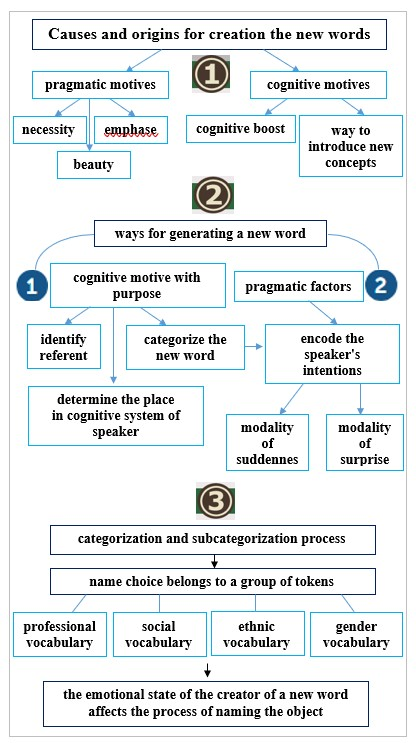 Causes and origins for creation the new words
1
pragmatic motives
cognitive motives
necessity
emphase
beauty
cognitive boost
way to
introduce new
concepts
2
ways for generating a new word
1
cognitive motive with
purpose
pragmatic factors
2
identify
referent
categorize the
new word
encode the
speaker's
intentions
determine the place
in cognitive system of
speaker
modality
of
suddennes
modality
of
surprise
3
categorization and subcategorization process
name choice belongs to a group of tokens
professional
vocabulary
social
vocabulary
ethnic
vocabulary
gender
vocabulary
the emotional state of the creator of a new word
affects the process of naming the object